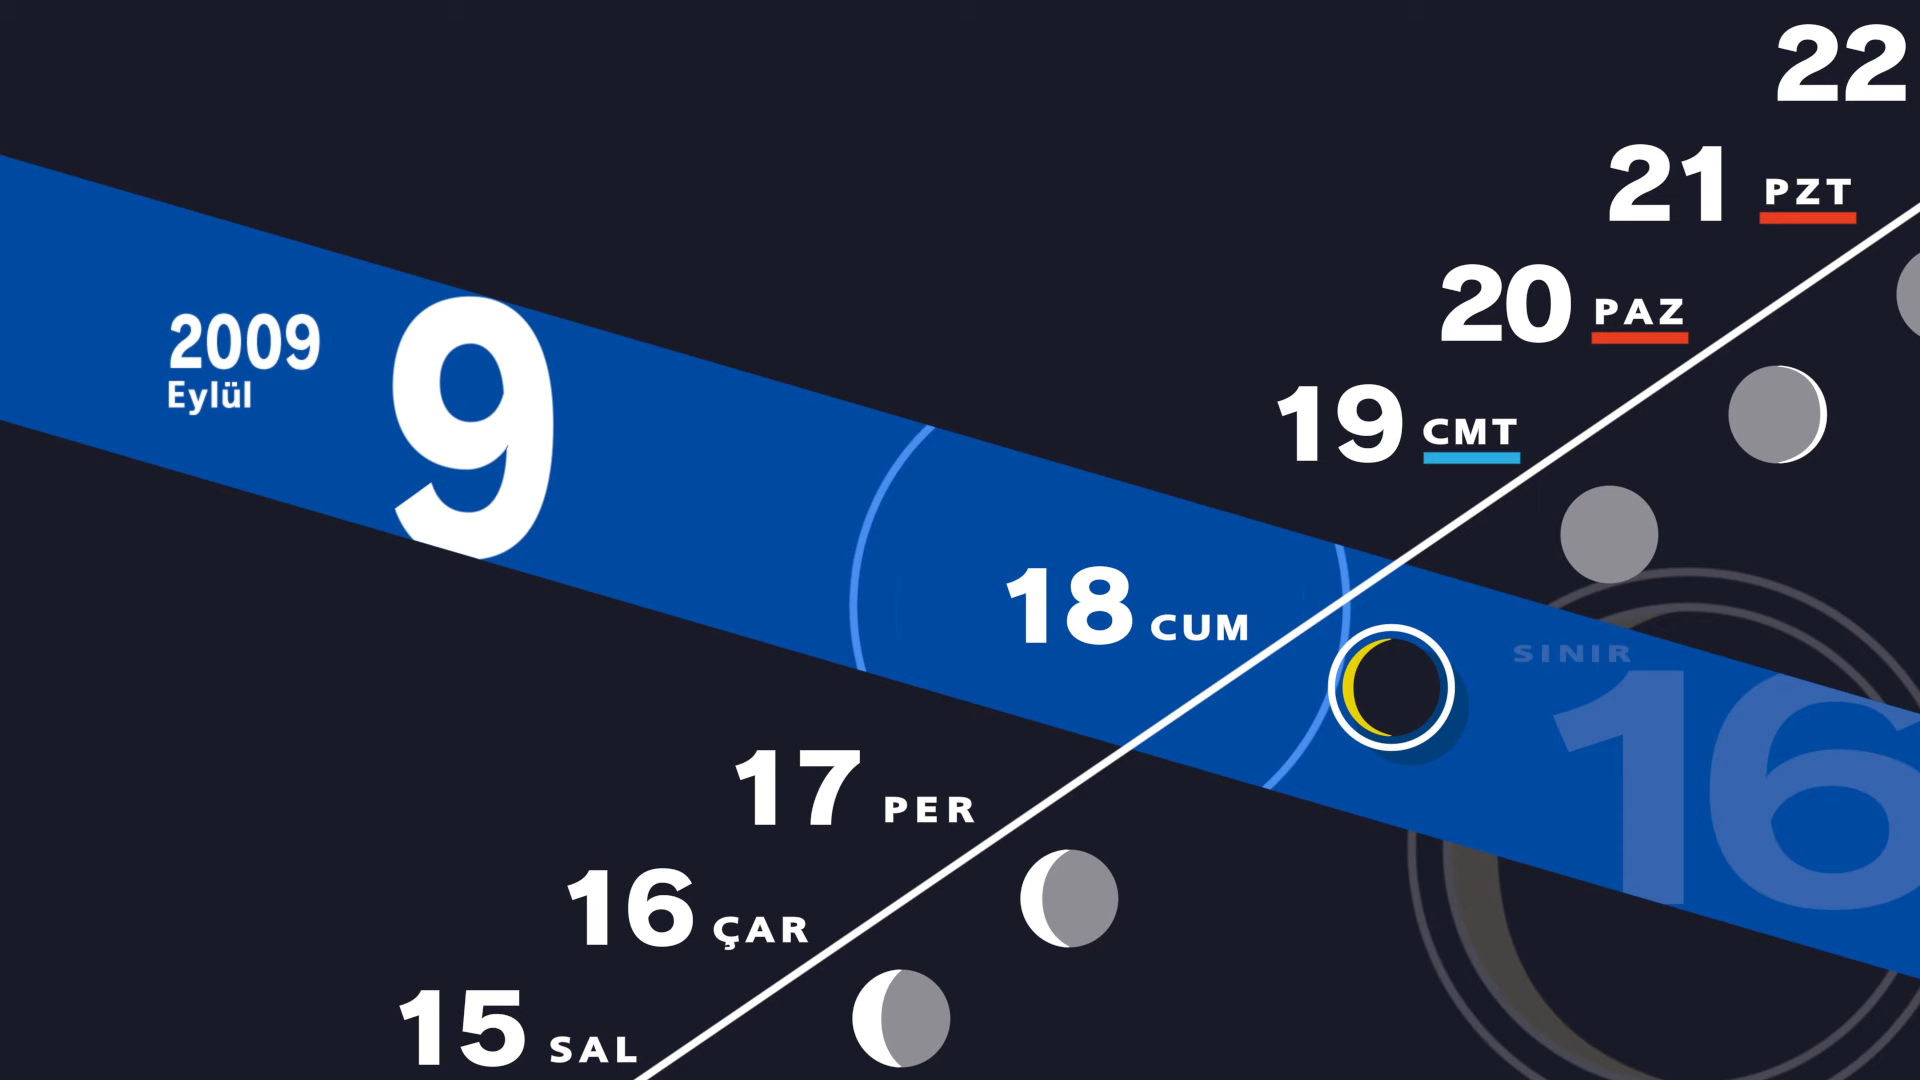 22
21 PZT
20 PAZ
19 CMT
2009
Eylül
9
18 CUM
SINIR
16
17 PER
16 ÇAR
15 SAL